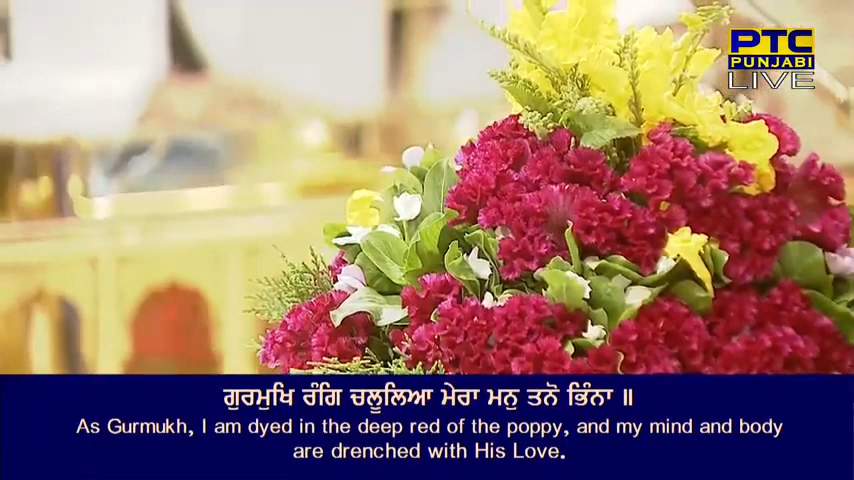 PTC
PUNJABI
LIVE
ਗੁਰਮੁਖਿ ਰੰਗਿ ਚਲੂਲਿਆ ਮੇਰਾ ਮਨੁ ਤਨੋ ਭਿੰਨਾ ॥
As Gurmukh, I am dyed in the deep red of the poppy, and my mind and body
are drenched with His Love.